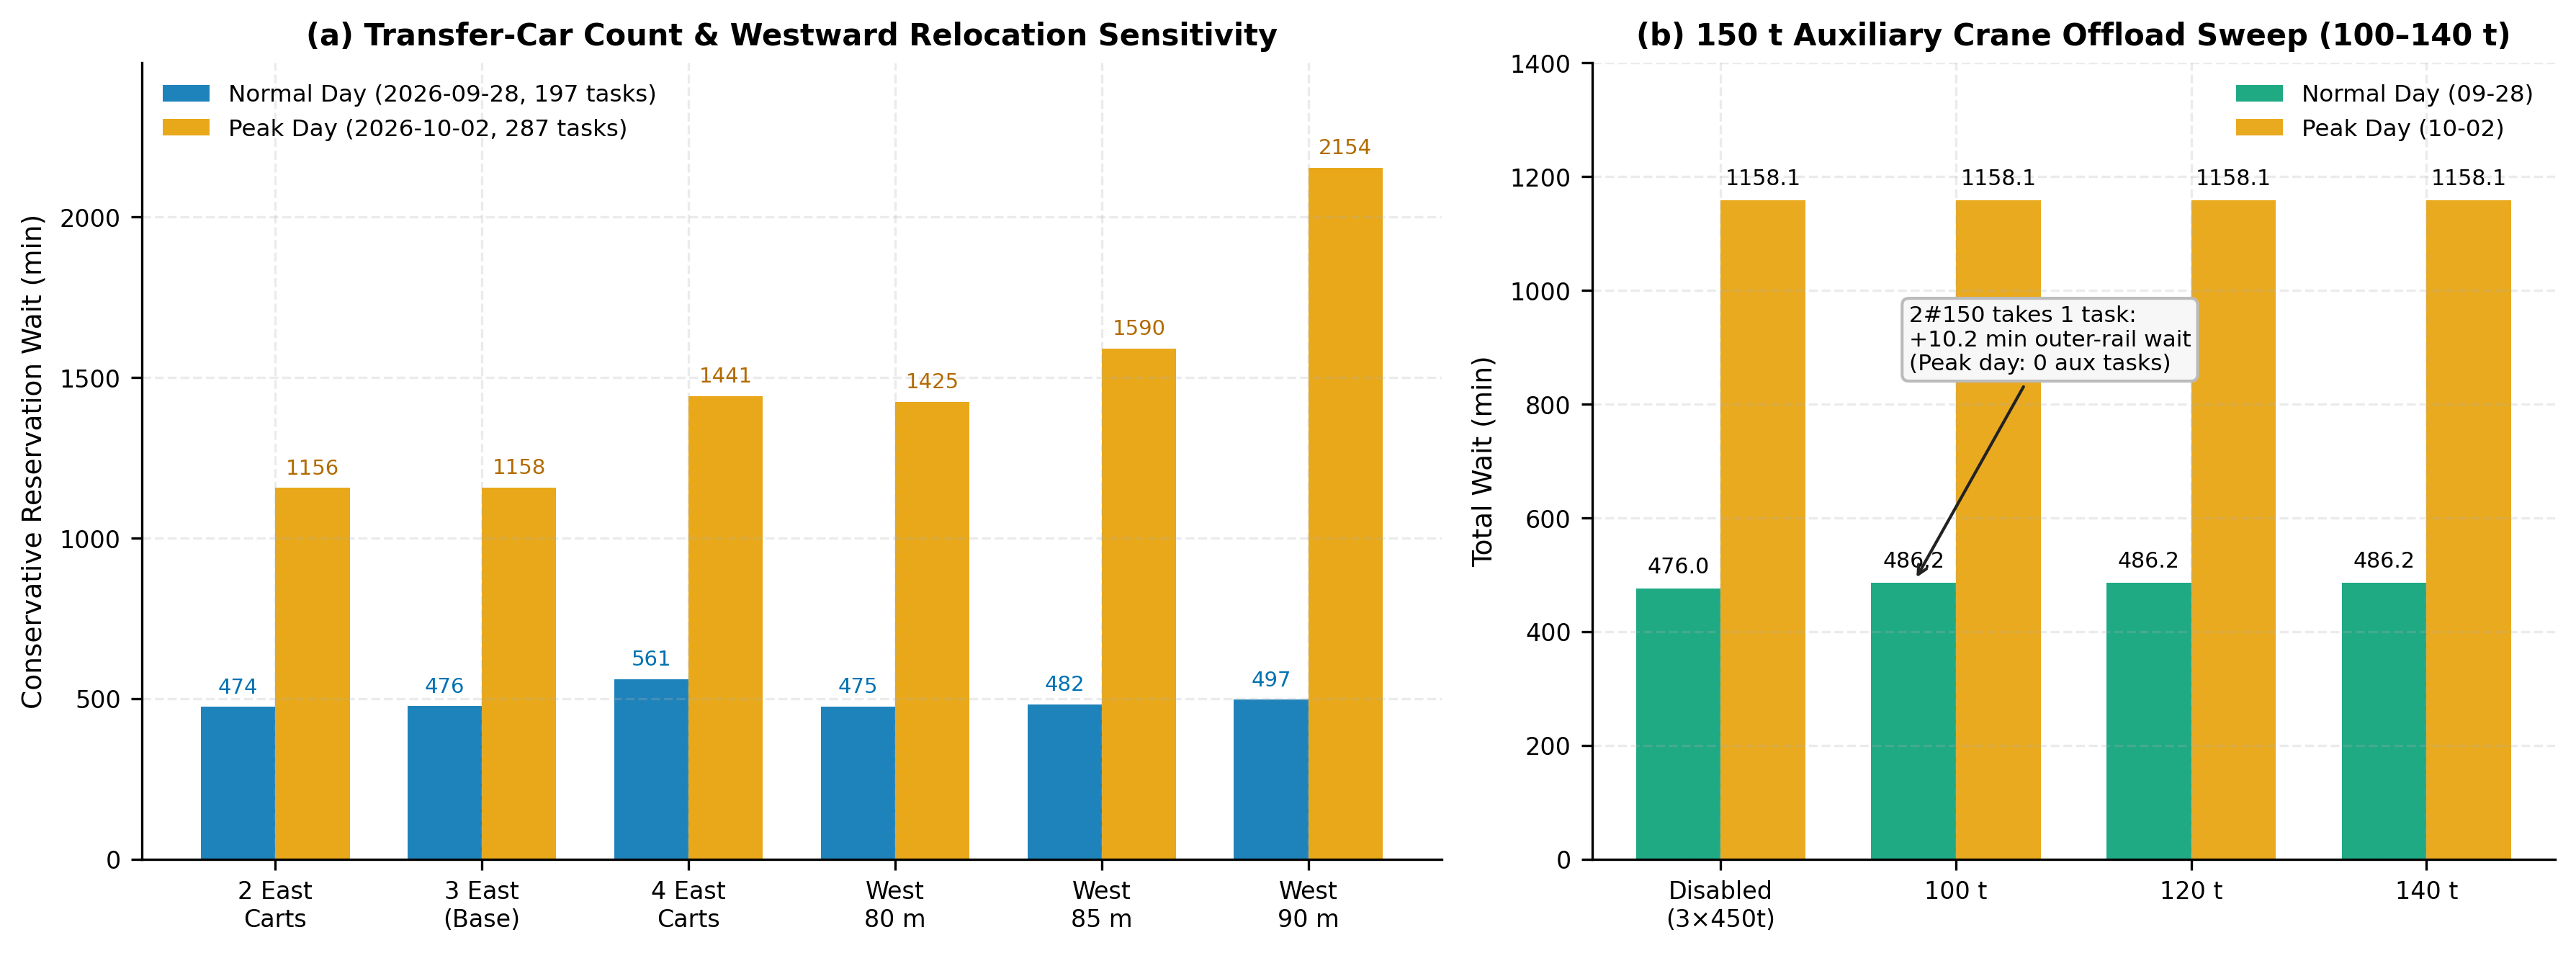 (a) Transfer-Car Count & Westward Relocation Sensitivity
Conservative Reservation Wait (min)
Normal Day (2026-09-28, 197 tasks)
Peak Day (2026-10-02, 287 tasks)
2000
1500
1000
500
0
474
1156
476
1158
561
1441
475
1425
482
1590
497
2154
2 East
Carts
3 East
(Base)
4 East
Carts
West
80 m
West
85 m
West
90 m
(b) 150 t Auxiliary Crane Offload Sweep (100–140 t)
Total Wait (min)
Normal Day (09-28)
Peak Day (10-02)
1400
1200
1000
800
600
400
200
0
476.0
1158.1
486.2
1158.1
486.2
1158.1
486.2
1158.1
2#150 takes 1 task:
+10.2 min outer-rail wait
(Peak day: 0 aux tasks)
Disabled
(3×450t)
100 t
120 t
140 t